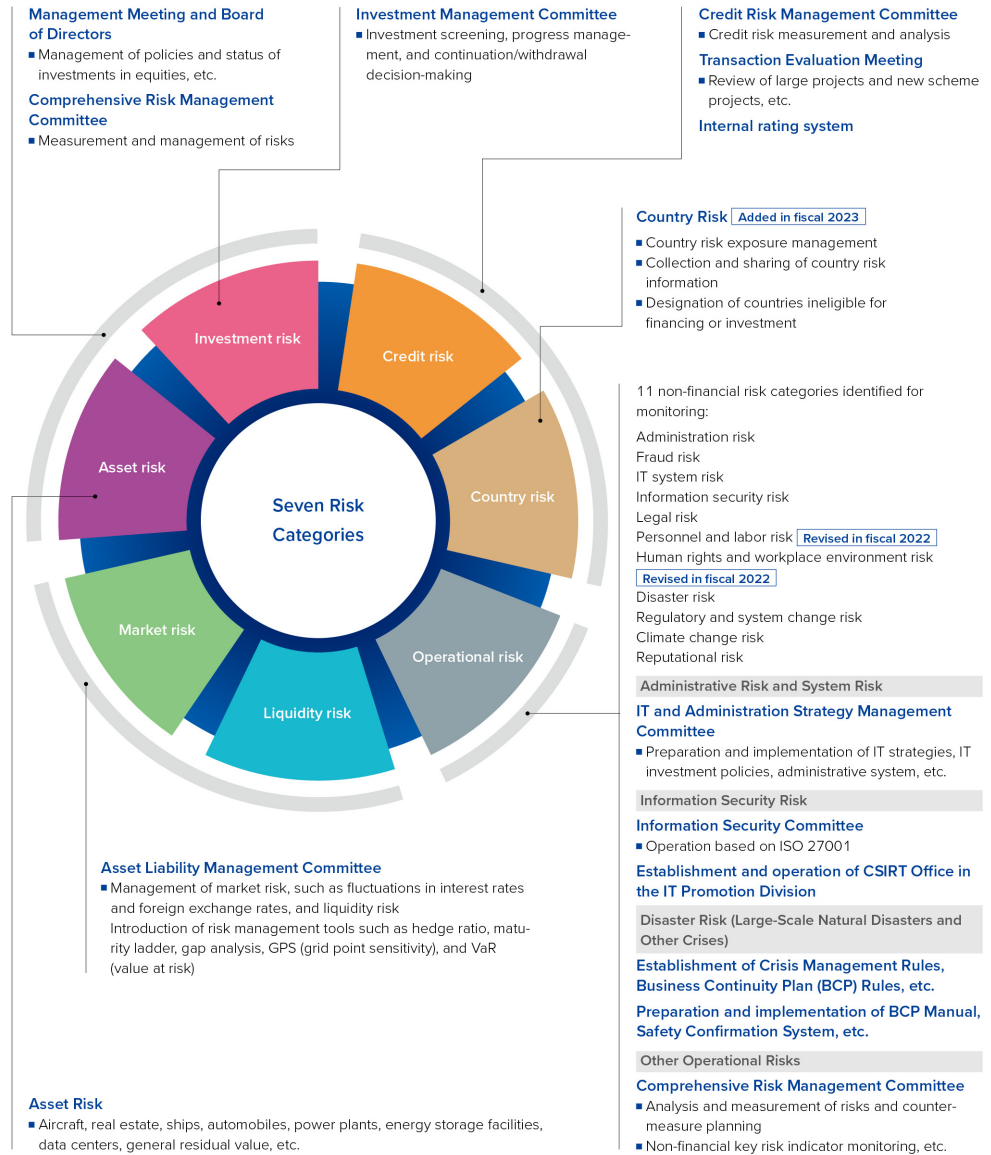 Management Meeting and Board
of Directors
■ Management of policies and status of
investments in equities, etc.
Comprehensive Risk Management
Committee
■ Measurement and management of risks
Investment Management Committee
■ Investment screening, progress manage-
ment, and continuation/withdrawal
decision-making
Credit Risk Management Committee
■ Credit risk measurement and analysis
Transaction Evaluation Meeting
■ Review of large projects and new scheme
projects, etc.
Internal rating system
Country Risk Added in fiscal 2023
■ Country risk exposure management
■ Collection and sharing of country risk
information
■ Designation of countries ineligible for
financing or investment
Investment risk
Credit risk
Asset risk
Country risk
Seven Risk
Categories
Market risk
Operational risk
Liquidity risk
11 non-financial risk categories identified for
monitoring:
Administration risk
Fraud risk
IT system risk
Information security risk
Legal risk
Personnel and labor risk Revised in fiscal 2022
Human rights and workplace environment risk
Revised in fiscal 2022
Disaster risk
Regulatory and system change risk
Climate change risk
Reputational risk
Administrative Risk and System Risk
IT and Administration Strategy Management
Committee
■ Preparation and implementation of IT strategies, IT
investment policies, administrative system, etc.
Information Security Risk
Information Security Committee
■ Operation based on ISO 27001
Establishment and operation of CSIRT Office in
the IT Promotion Division
Disaster Risk (Large-Scale Natural Disasters and
Other Crises)
Establishment of Crisis Management Rules,
Business Continuity Plan (BCP) Rules, etc.
Preparation and implementation of BCP Manual,
Safety Confirmation System, etc.
Other Operational Risks
Comprehensive Risk Management Committee
■ Analysis and measurement of risks and counter-
measure planning
■ Non-financial key risk indicator monitoring, etc.
Asset Liability Management Committee
■ Management of market risk, such as fluctuations in interest rates
and foreign exchange rates, and liquidity risk
Introduction of risk management tools such as hedge ratio, matu-
rity ladder, gap analysis, GPS (grid point sensitivity), and VaR
(value at risk)
Asset Risk
■ Aircraft, real estate, ships, automobiles, power plants, energy storage facilities,
data centers, general residual value, etc.